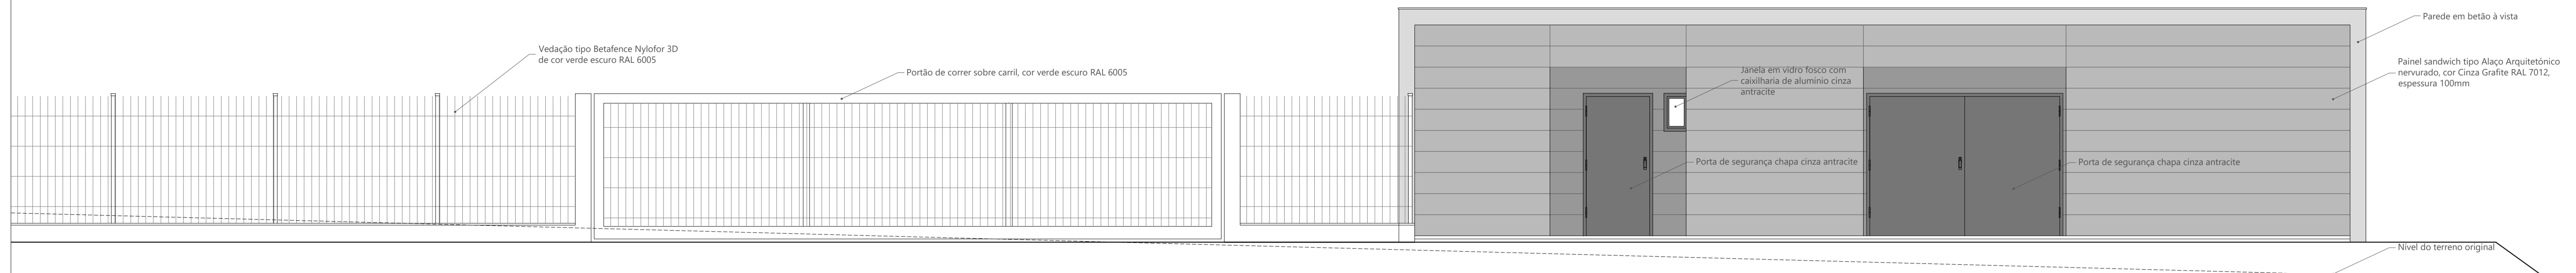 Parede em betão à vista
Vedação tipo Betafence Nylofor 3D
de cor verde escuro RAL 6005
Portão de correr sobre carril, cor verde escuro RAL 6005
Janela em vidro fosco com
caixilharia de aluminio cinza
antracite
Painel sandwich tipo Alaço Arquitetónico
nervurado, cor Cinza Grafite RAL 7012,
espessura 100mm
Porta de segurança chapa cinza antracite
Porta de segurança chapa cinza antracite
Nível do terreno original